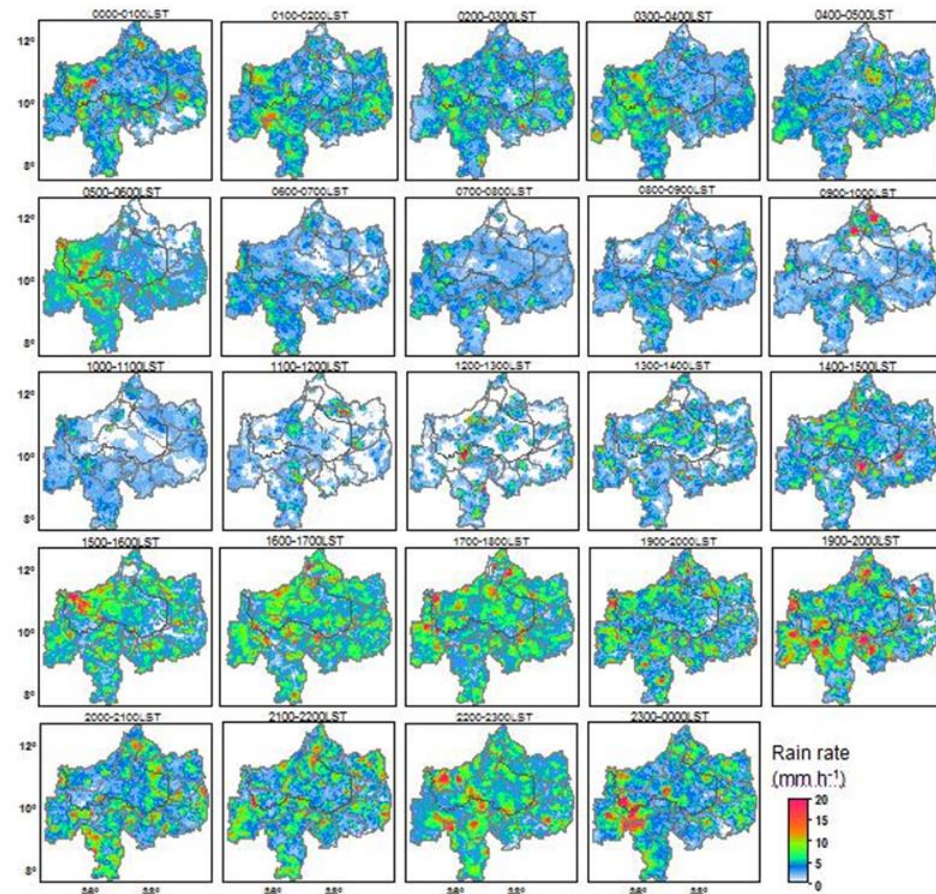 0000-0100LST 0100-0200LST 0200-0300LST 0300-0400LST 0400-0500LST
12°
10°
8°
0500-0600LST 0600-0700LST 0700-0800LST 0800-0900LST 0900-1000LST
12°
10°
8°
1000-1100LST 1100-1200LST 1200-1300LST 1300-1400LST 1400-1500LST
12°
10°
8°
1500-1600LST 1600-1700LST 1700-1800LST 1900-2000LST 1900-2000LST
12°
10°
8°
2000-2100LST 2100-2200LST 2200-2300LST 2300-0000LST
12°
10°
8°
Rain rate
(mm h⁻¹)
20
15
10
5
0